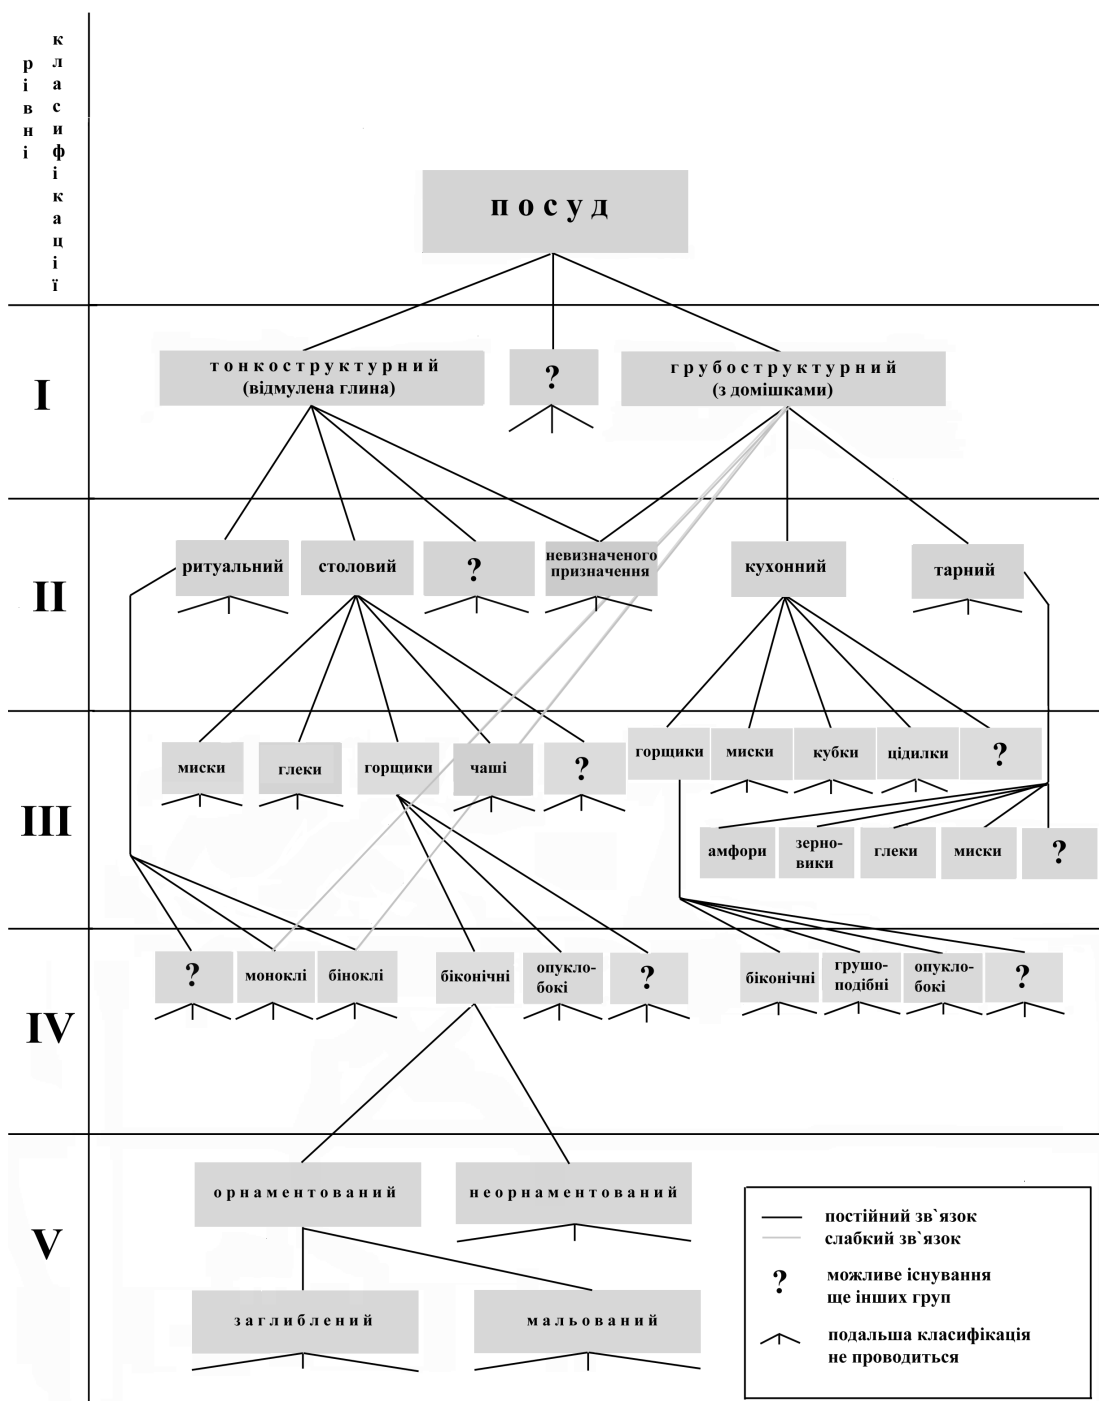 рівні
класифікації
посуд
I
тонкоструктурний
(відмулена глина)
?
грубоструктурний
(з домішками)
II
ритуальний
столовий
?
невизначеного
призначення
кухонний
тарний
III
миски
глеки
горщики
чаші
?
горщики
миски
кубки
цідилки
?
амфори
зерно-
вики
глеки
миски
?
IV
?
моноклі
біноклі
біконічні
опукло-
бокі
?
біконічні
грушо-
подібні
опукло-
бокі
?
V
орнаментований
неорнаментований
заглиблений
мальований
постійний зв`язок
слабкий зв`язок
?
можливе існування
ще інших груп
подальша класифікація
не проводиться